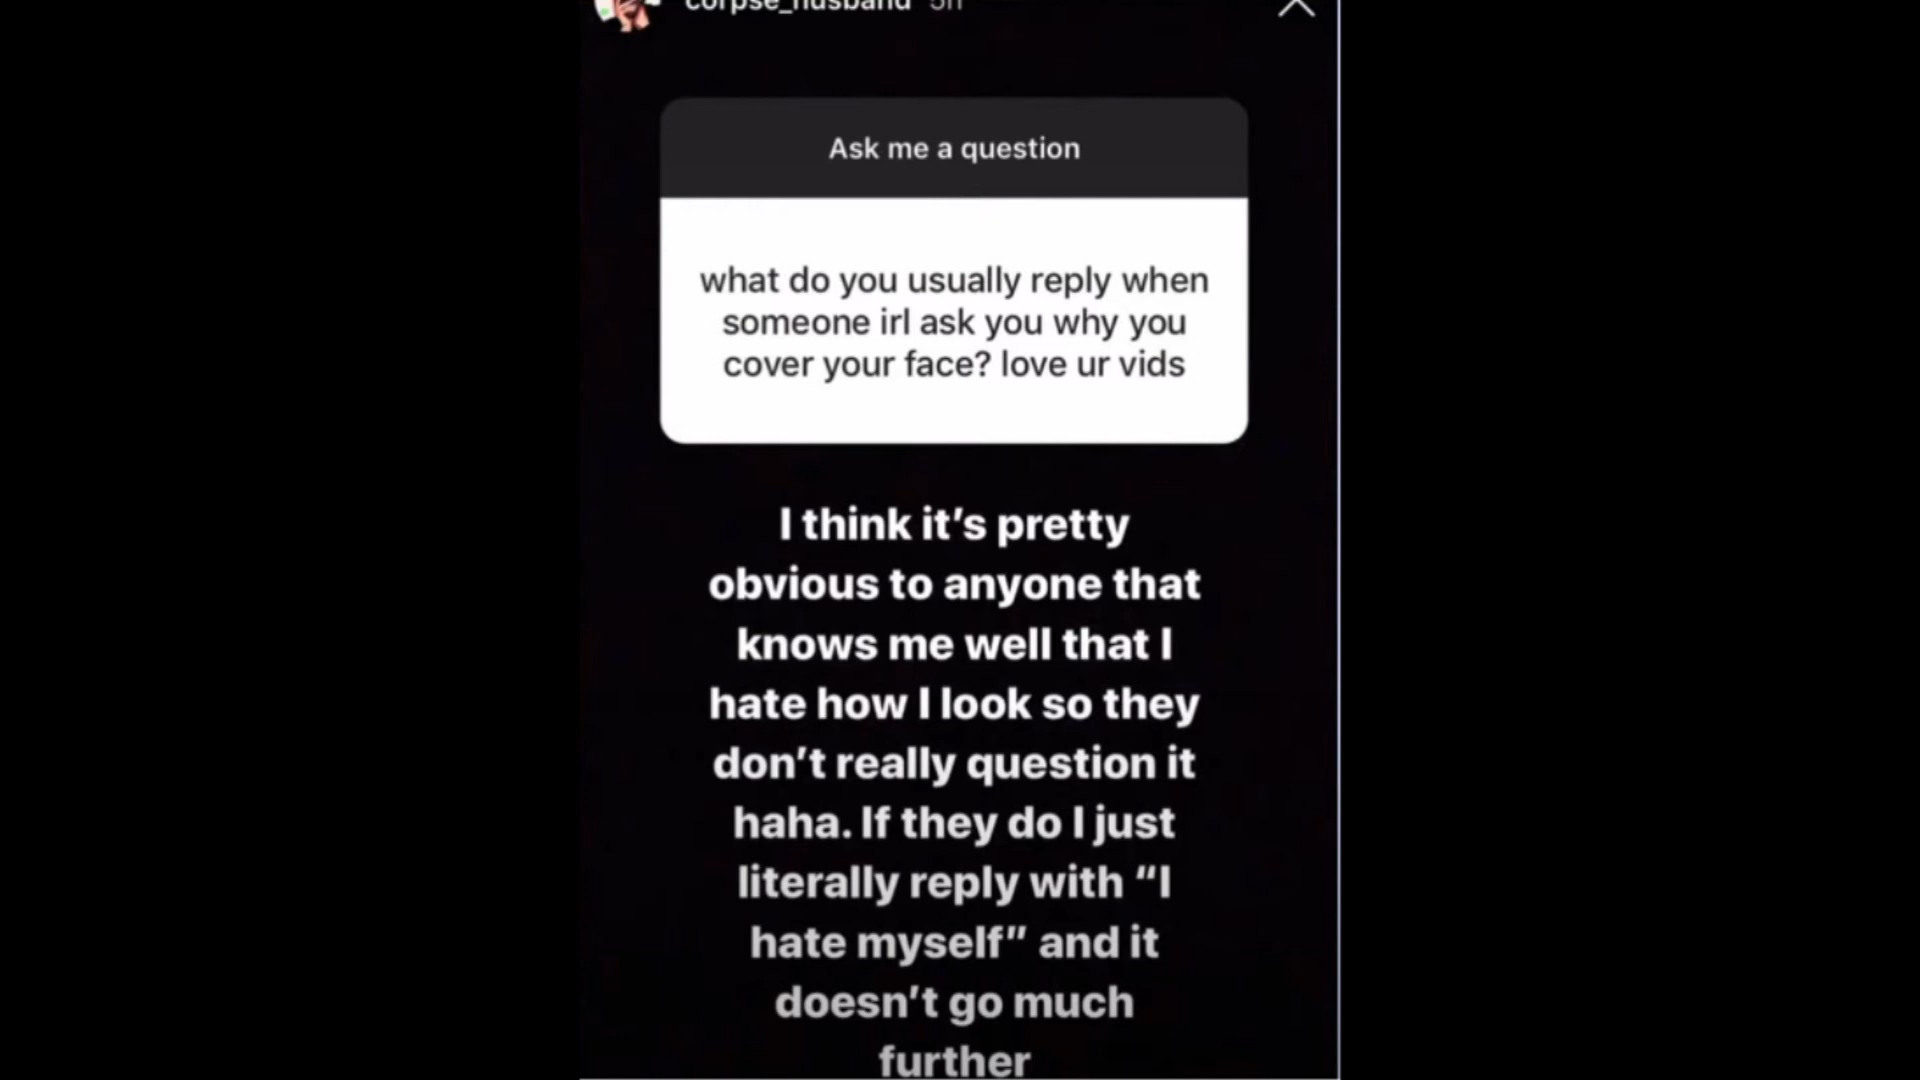 corpse_husband 5h
Ask me a question
what do you usually reply when
someone irl ask you why you
cover your face? love ur vids
I think it’s pretty
obvious to anyone that
knows me well that I
hate how I look so they
don’t really question it
haha. If they do I just
literally reply with “I
hate myself” and it
doesn’t go much
further